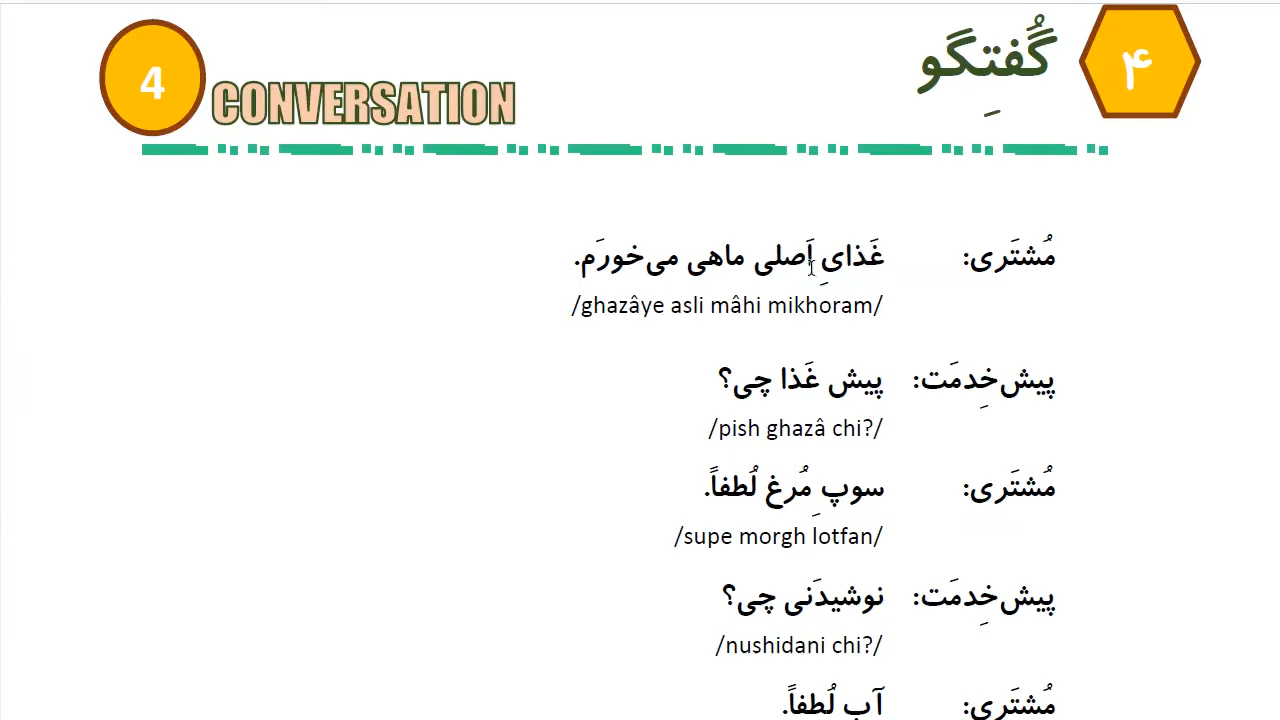 4 CONVERSATION گُفتِگو ۴
مُشتَری: غَذایِ اَصلی ماهی می‌خورَم.
/ghazâye asli mâhi mikhoram/
پیش‌خِدمَت: پیش غَذا چی؟
/pish ghazâ chi?/
مُشتَری: سوپِ مُرغ لُطفاً.
/supe morgh lotfan/
پیش‌خِدمَت: نوشیدَنی چی؟
/nushidani chi?/
مُشتَری: آب لُطفاً.